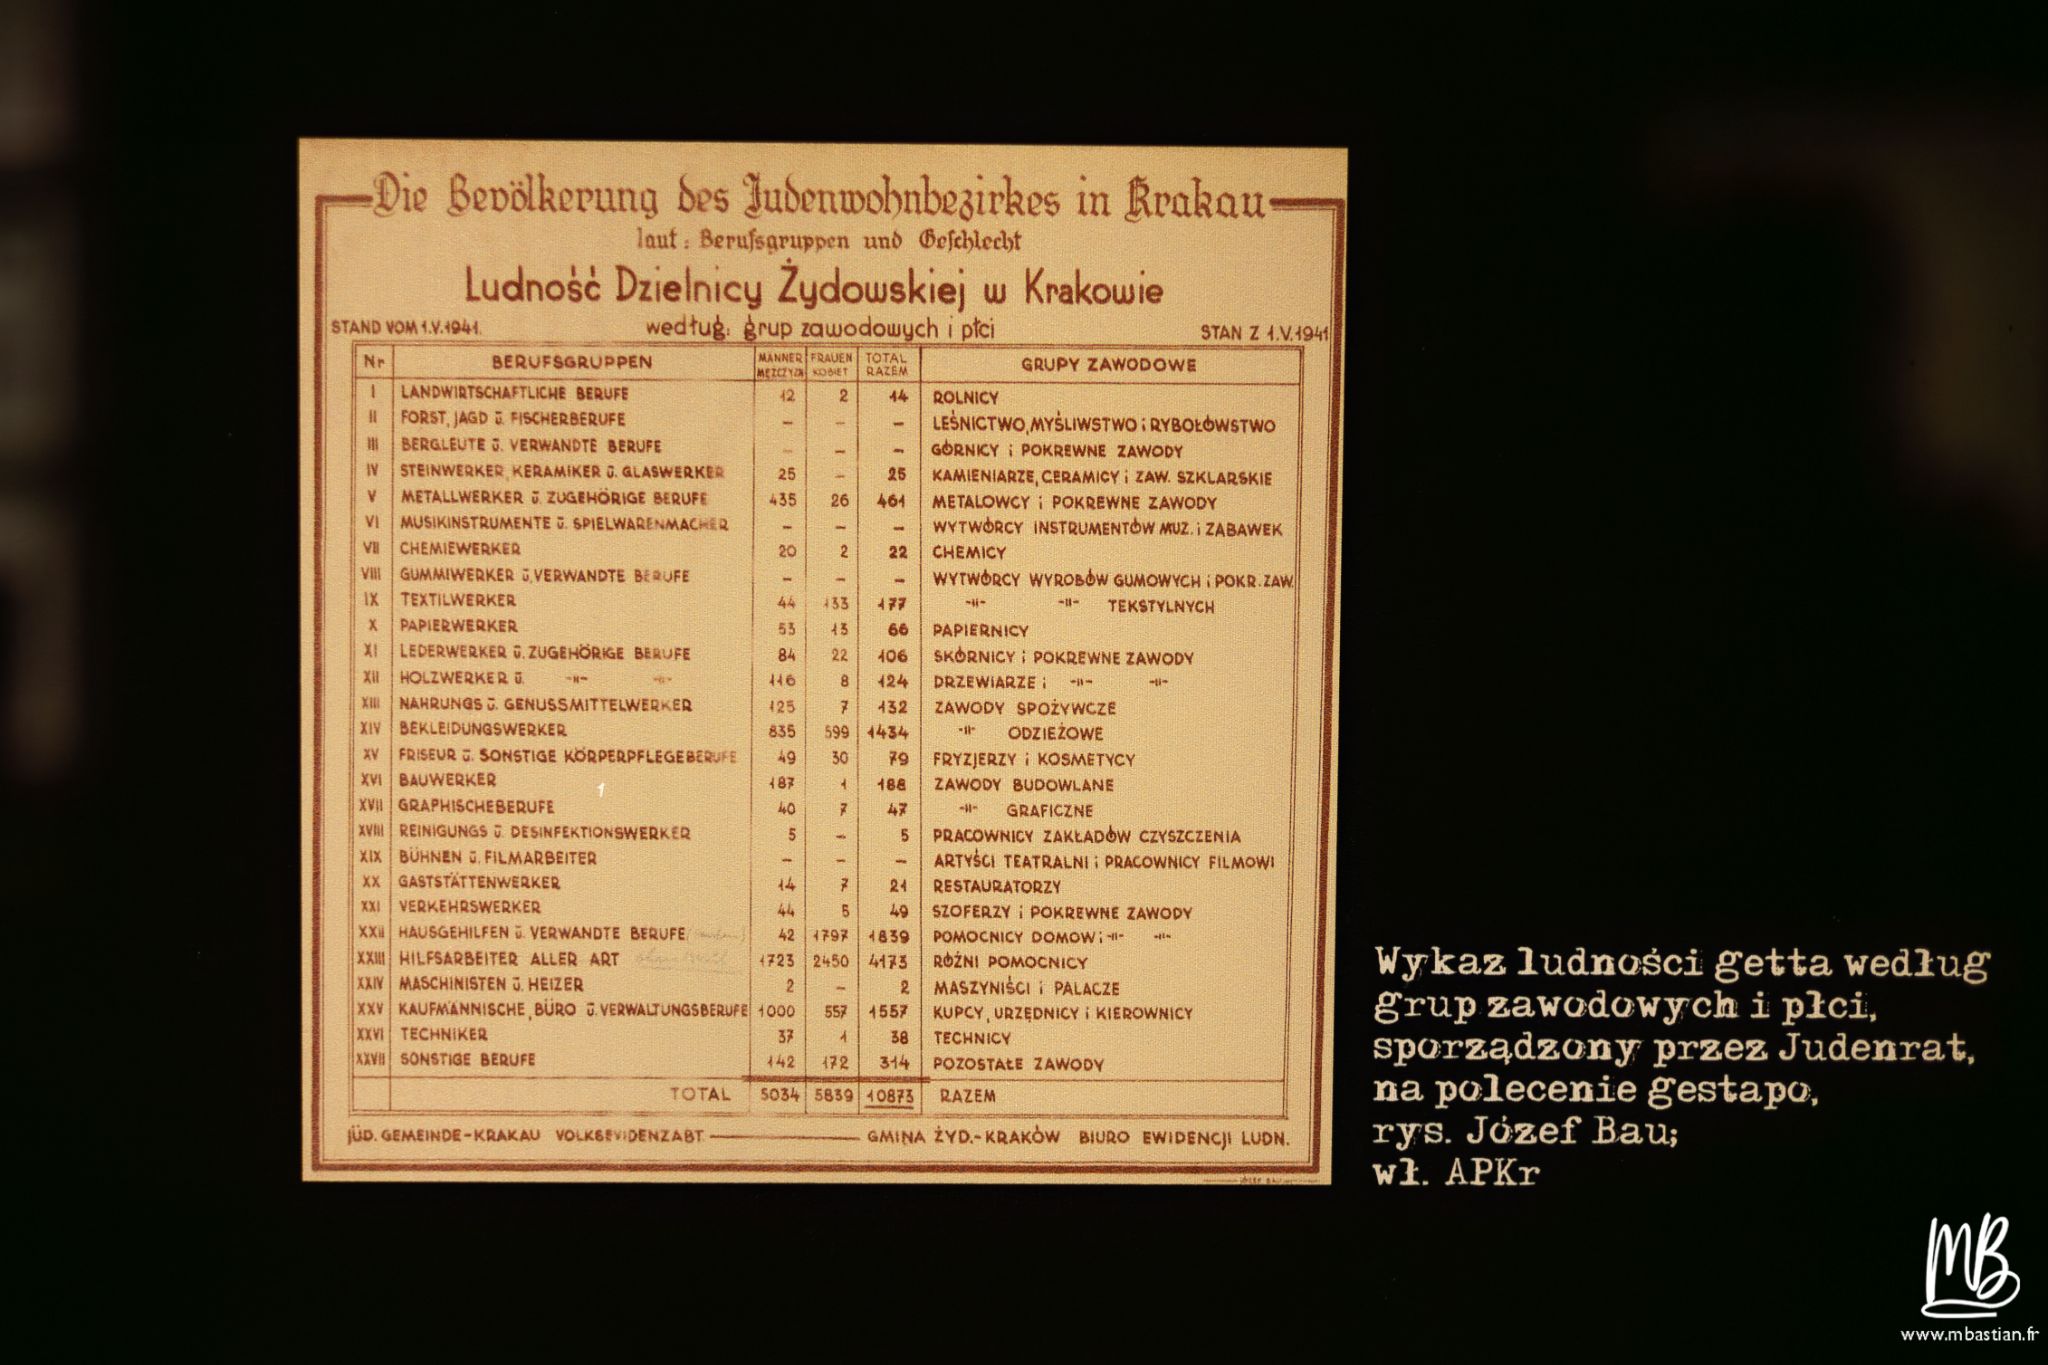 Die Bevölkerung des Judenwohnbezirkes in Krakau
laut: Berufsgruppen und Geschlecht
Ludność Dzielnicy Żydowskiej w Krakowie
STAND VOM 1.V.1941. według: grup zawodowych i płci STAN Z 1.V.1941
Nr BERUFSGRUPPEN MÄNNER MĘŻCZYZN FRAUEN KOBIET TOTAL RAZEM GRUPY ZAWODOWE
I LANDWIRTSCHAFTLICHE BERUFE 12 2 14 ROLNICY
II FORST, JAGD u. FISCHERBERUFE – – – LEŚNICTWO, MYŚLIWSTWO i RYBOŁÓWSTWO
III BERGLEUTE u. VERWANDTE BERUFE – – – GÓRNICY i POKREWNE ZAWODY
IV STEINWERKER, KERAMIKER u. GLASWERKER 25 – 25 KAMIENIARZE, CERAMICY i ZAW. SZKLARSKIE
V METALLWERKER u. ZUGEHÖRIGE BERUFE 435 26 461 METALOWCY i POKREWNE ZAWODY
VI MUSIKINSTRUMENTE u. SPIELWARENMACHER – – – WYTWÓRCY INSTRUMENTÓW MUZ. i ZABAWEK
VII CHEMIEWERKER 20 2 22 CHEMICY
VIII GUMMIWERKER u. VERWANDTE BERUFE – – – WYTWÓRCY WYROBÓW GUMOWYCH i POKR. ZAW.
IX TEXTILWERKER 44 133 177 -"- -"- TEKSTYLNYCH
X PAPIERWERKER 53 13 66 PAPIERNICY
XI LEDERWERKER u. ZUGEHÖRIGE BERUFE 84 22 106 SKÓRNICY i POKREWNE ZAWODY
XII HOLZWERKER u. -"- -"- 116 8 124 DRZEWIARZE i -"- -"-
XIII NAHRUNGS u. GENUSSMITTELWERKER 125 7 132 ZAWODY SPOŻYWCZE
XIV BEKLEIDUNGSWERKER 835 599 1434 -"- ODZIEŻOWE
XV FRISEUR u. SONSTIGE KÖRPERPFLEGEBERUFE 49 30 79 FRYZJERZY i KOSMETYCY
XVI BAUWERKER 187 1 188 ZAWODY BUDOWLANE
XVII GRAPHISCHEBERUFE 40 7 47 -"- GRAFICZNE
XVIII REINIGUNGS u. DESINFEKTIONSWERKER 5 – 5 PRACOWNICY ZAKŁADÓW CZYSZCZENIA
XIX BÜHNEN u. FILMARBEITER – – – ARTYŚCI TEATRALNI i PRACOWNICY FILMOWI
XX GASTSTÄTTENWERKER 14 7 21 RESTAURATORZY
XXI VERKEHRSWERKER 44 5 49 SZOFERZY i POKREWNE ZAWODY
XXII HAUSGEHILFEN u. VERWANDTE BERUFE 42 1797 1839 POMOCNICY DOMOW i -"- -"-
XXIII HILFSARBEITER ALLER ART 1723 2450 4173 RÓŻNI POMOCNICY
XXIV MASCHINISTEN u. HEIZER 2 – 2 MASZYNIŚCI i PALACZE
XXV KAUFMÄNNISCHE, BÜRO u. VERWALTUNGSBERUFE 1000 557 1557 KUPCY, URZĘDNICY i KIEROWNICY
XXVI TECHNIKER 37 1 38 TECHNICY
XXVII SONSTIGE BERUFE 142 172 314 POZOSTAŁE ZAWODY
TOTAL 5034 5839 10873 RAZEM
JÜD. GEMEINDE-KRAKAU VOLKSEVIDENZABT. GMINA ŻYD.-KRAKÓW BIURO EWIDENCJI LUDN.
Wykaz ludności getta według
grup zawodowych i płci,
sporządzony przez Judenrat,
na polecenie gestapo,
rys. Józef Bau;
wł. APKr
MB
www.mbastian.fr